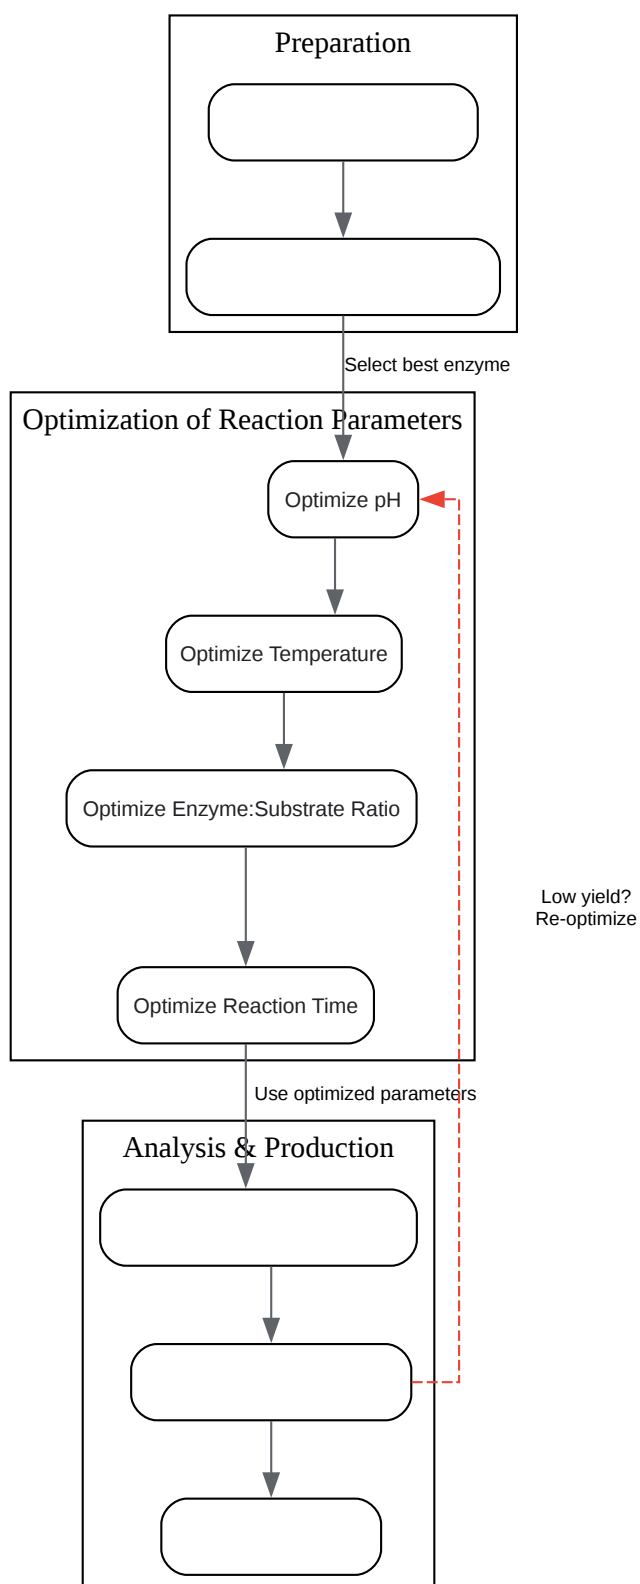 Preparation
Select best enzyme
Optimization of Reaction Parameters
Optimize pH
Optimize Temperature
Optimize Enzyme:Substrate Ratio
Low yield?
Re-optimize
Optimize Reaction Time
Use optimized parameters
Analysis & Production